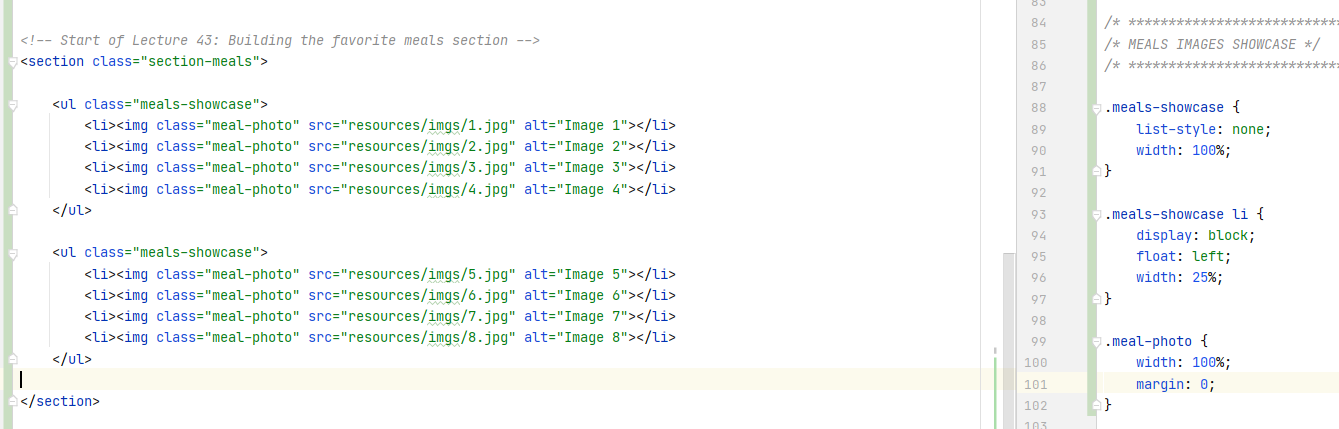 <!-- Start of Lecture 43: Building the favorite meals section -->
<section class="section-meals">
<ul class="meals-showcase">
<li><img class="meal-photo" src="resources/imgs/1.jpg" alt="Image 1"></li>
<li><img class="meal-photo" src="resources/imgs/2.jpg" alt="Image 2"></li>
<li><img class="meal-photo" src="resources/imgs/3.jpg" alt="Image 3"></li>
<li><img class="meal-photo" src="resources/imgs/4.jpg" alt="Image 4"></li>
</ul>
<ul class="meals-showcase">
<li><img class="meal-photo" src="resources/imgs/5.jpg" alt="Image 5"></li>
<li><img class="meal-photo" src="resources/imgs/6.jpg" alt="Image 6"></li>
<li><img class="meal-photo" src="resources/imgs/7.jpg" alt="Image 7"></li>
<li><img class="meal-photo" src="resources/imgs/8.jpg" alt="Image 8"></li>
</ul>
</section>
83
84 /* ****************************
85 /* MEALS IMAGES SHOWCASE */
86 /* ****************************
87
88 .meals-showcase {
89 list-style: none;
90 width: 100%;
91 }
92
93 .meals-showcase li {
94 display: block;
95 float: left;
96 width: 25%;
97 }
98
99 .meal-photo {
100 width: 100%;
101 margin: 0;
102 }
103